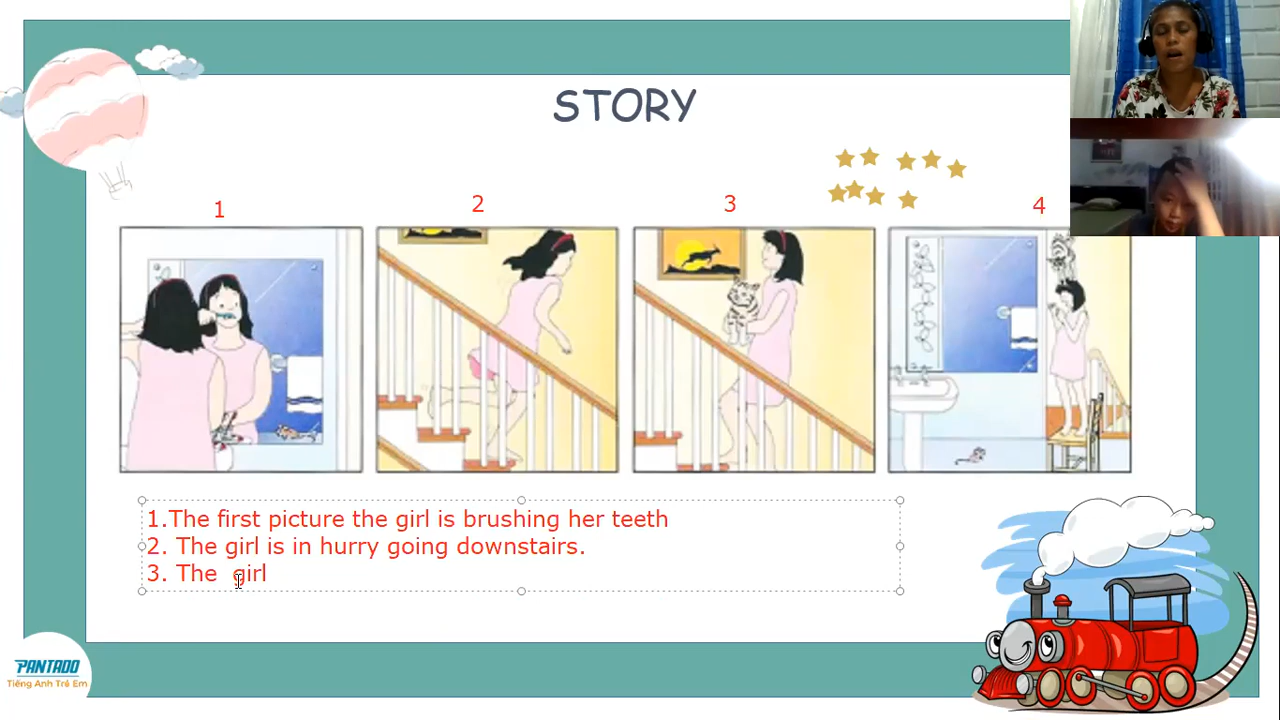 STORY
1
2
3
4
1.The first picture the girl is brushing her teeth
2. The girl is in hurry going downstairs.
3. The girl
PANTADO
Tiếng Anh Trẻ Em